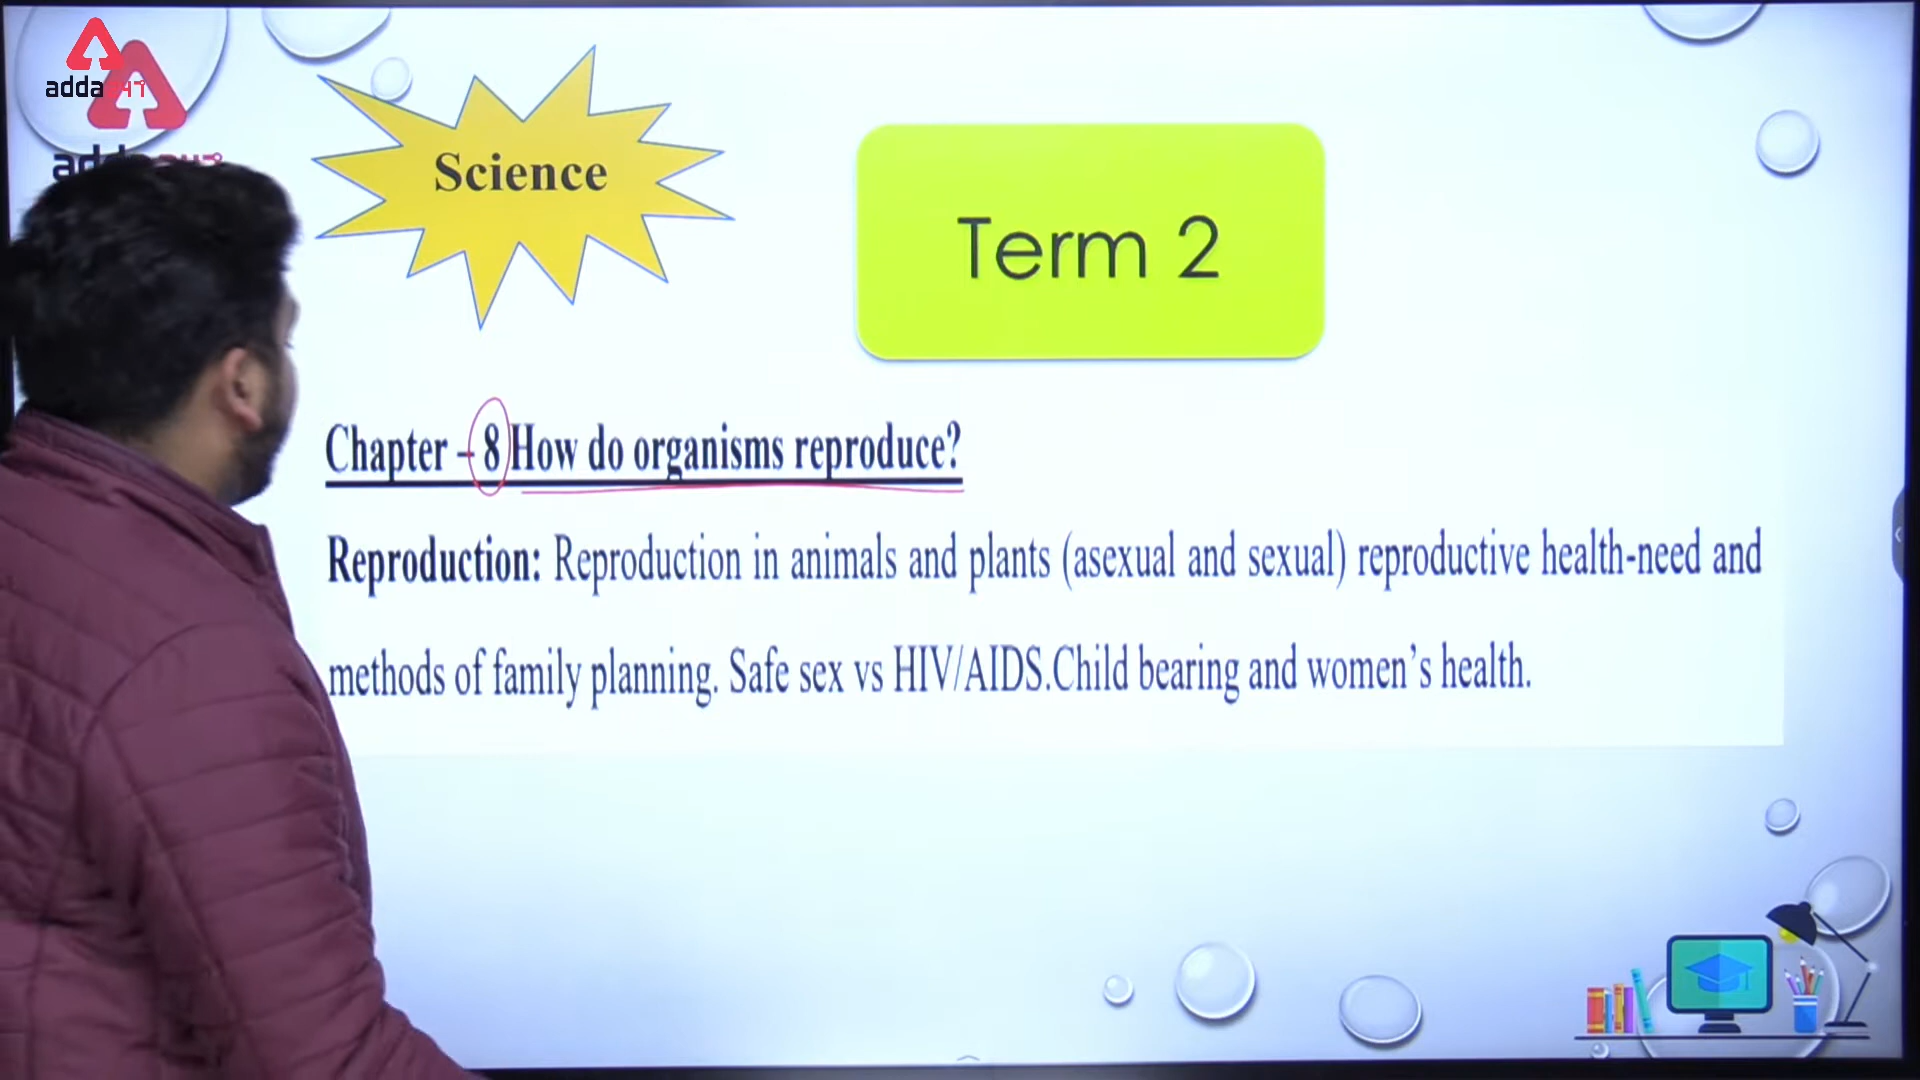 adda247
Science
Term 2
Chapter – 8 How do organisms reproduce?
Reproduction: Reproduction in animals and plants (asexual and sexual) reproductive health-need and
methods of family planning. Safe sex vs HIV/AIDS.Child bearing and women's health.